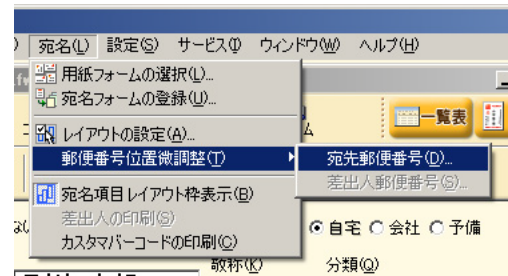 宛名(L) 設定(S) サービス(I) ウィンドウ(W) ヘルプ(H)
用紙フォームの選択(L)...
宛名フォームの登録(U)...
一覧表
レイアウトの設定(A)...
郵便番号位置微調整(T)
宛先郵便番号(D)...
差出人郵便番号(S)...
宛名項目レイアウト枠表示(B)
差出人の印刷(S)
自宅 会社 予備
カスタマバーコードの印刷(C)
敬称(K) 分類(Q)